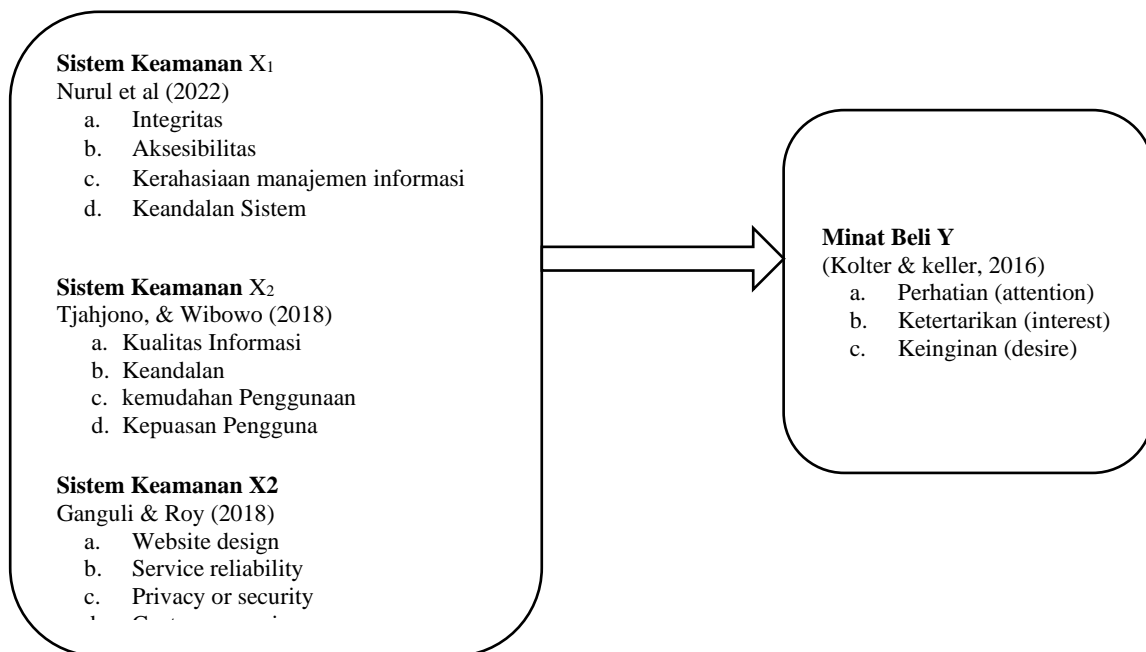 Sistem Keamanan X₁
Nurul et al (2022)
a. Integritas
b. Aksesibilitas
c. Kerahasiaan manajemen informasi
d. Keandalan Sistem
Sistem Keamanan X₂
Tjahjono, & Wibowo (2018)
a. Kualitas Informasi
b. Keandalan
c. kemudahan Penggunaan
d. Kepuasan Pengguna
Sistem Keamanan X2
Ganguli & Roy (2018)
a. Website design
b. Service reliability
c. Privacy or security
Minat Beli Y
(Kolter & keller, 2016)
a. Perhatian (attention)
b. Ketertarikan (interest)
c. Keinginan (desire)